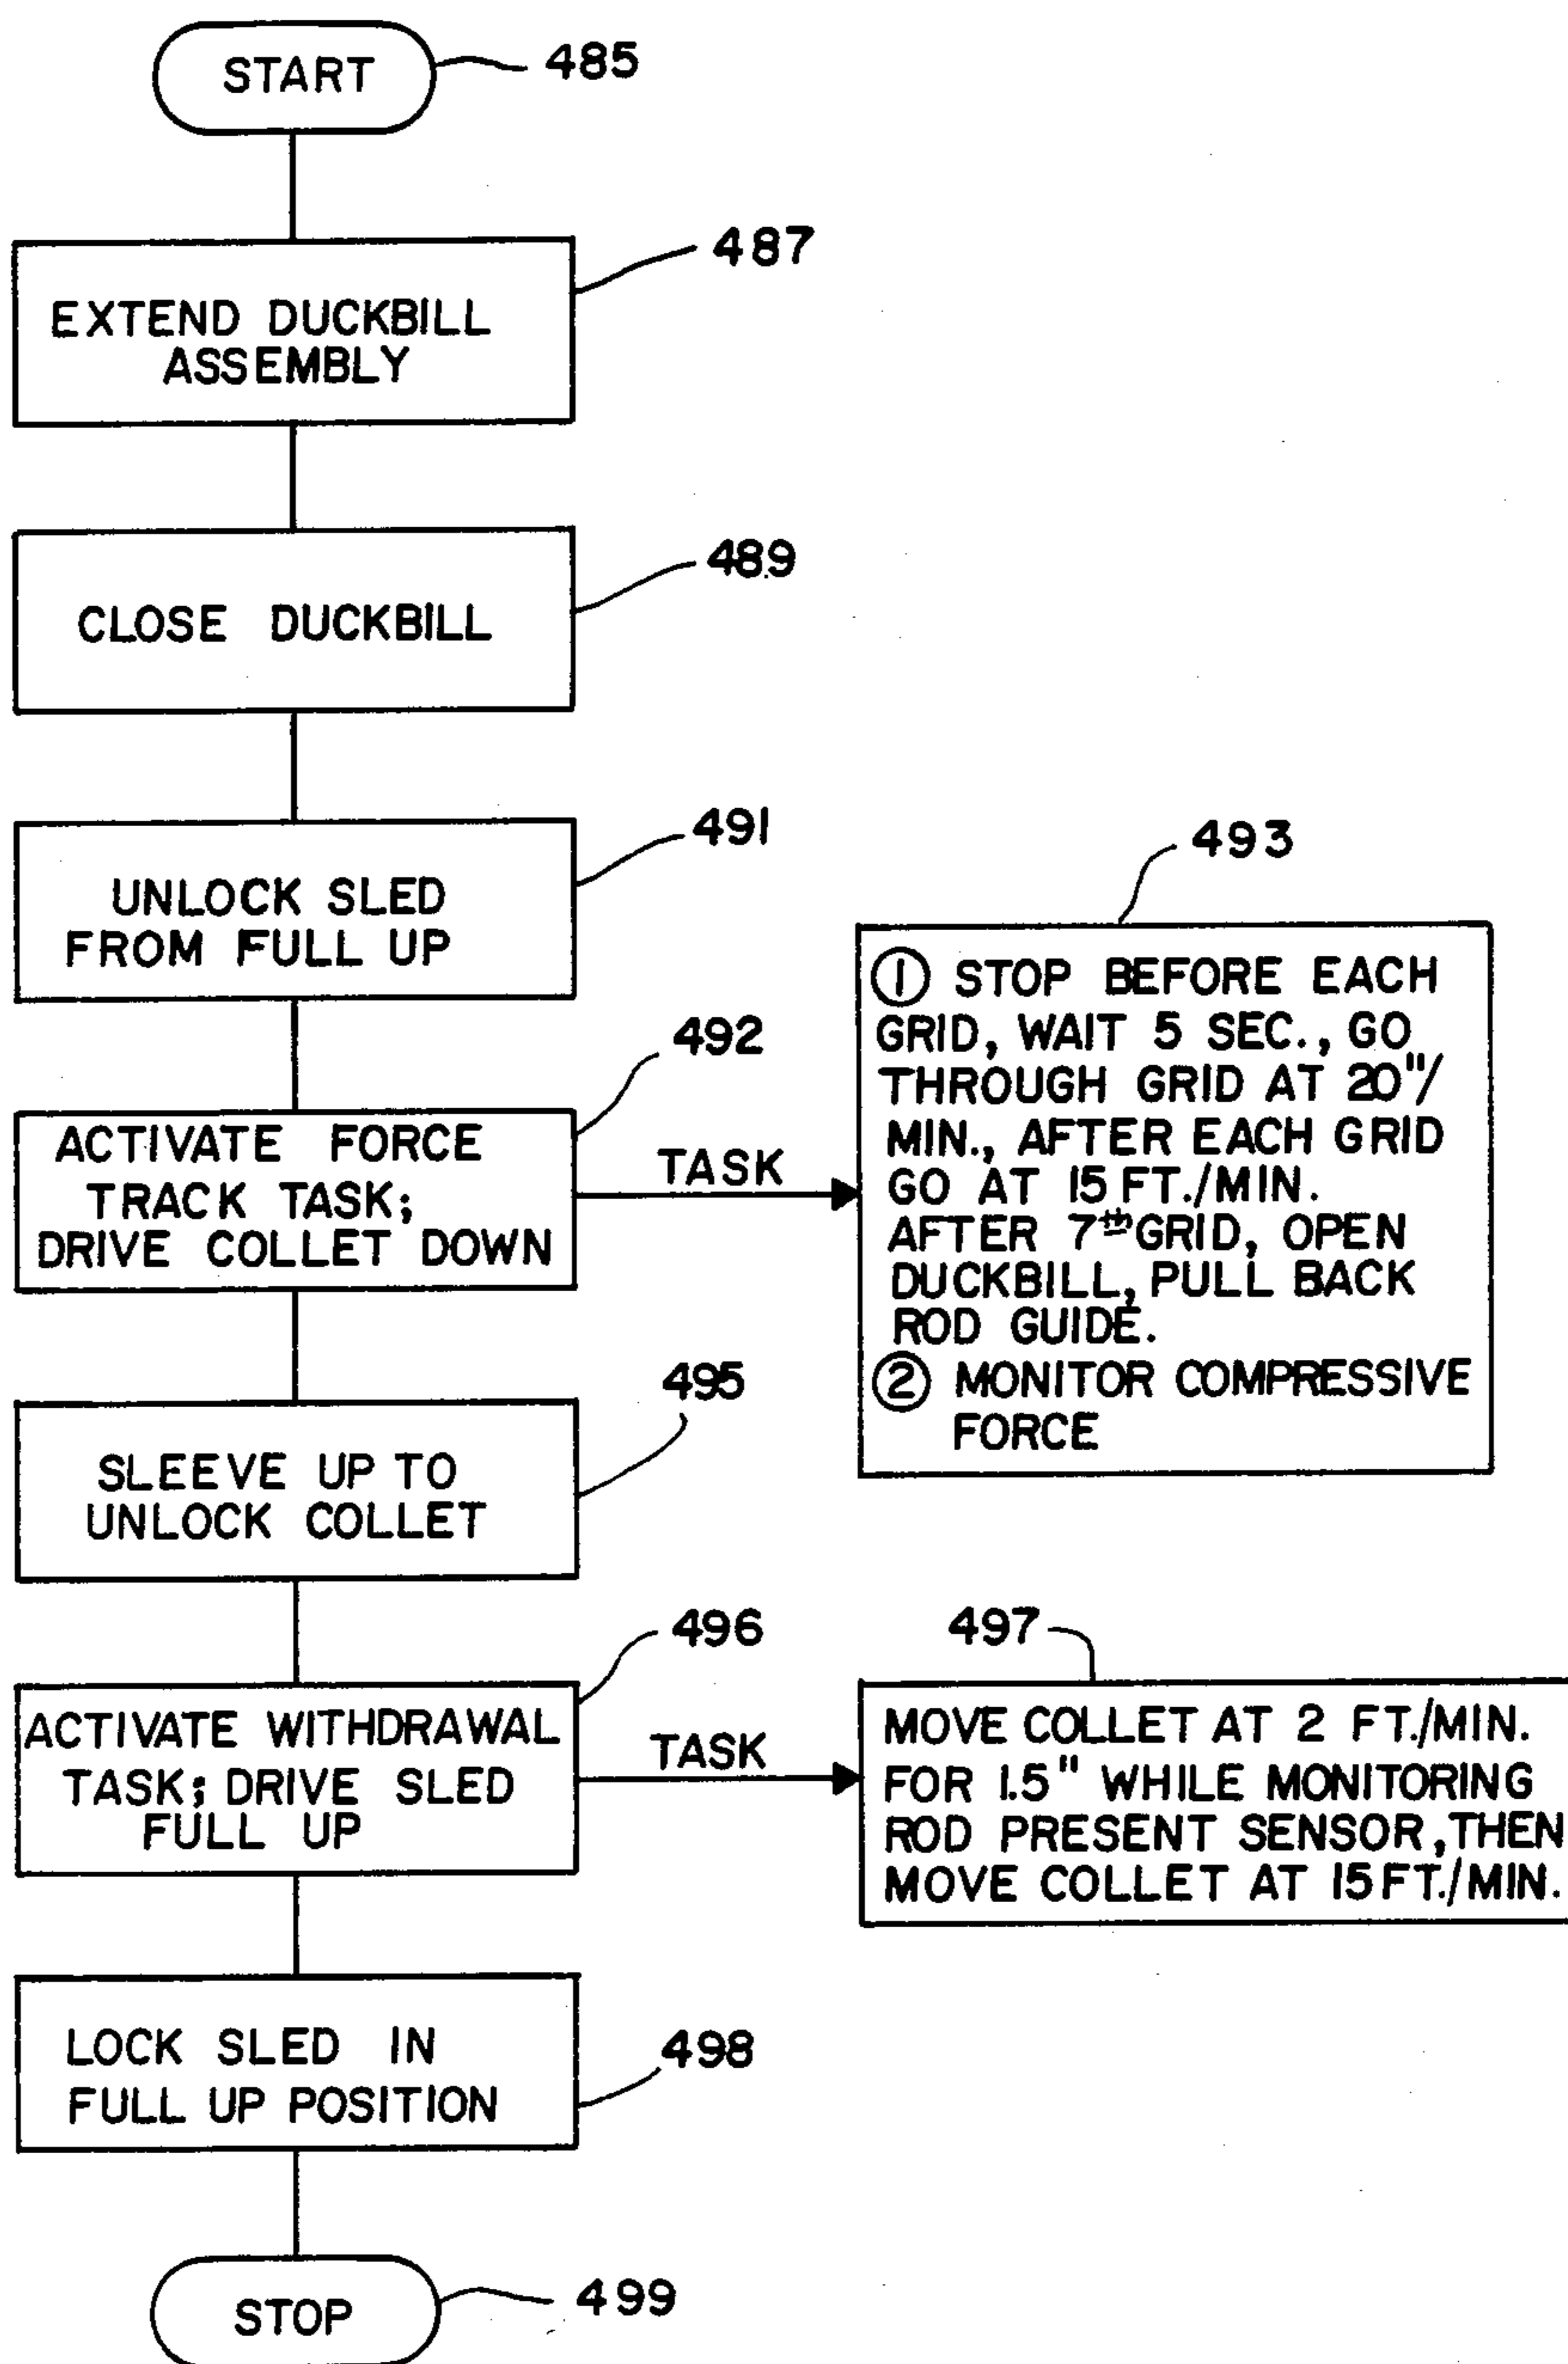 START
485
487
EXTEND DUCKBILL
ASSEMBLY
489
CLOSE DUCKBILL
491
UNLOCK SLED
FROM FULL UP
492
ACTIVATE FORCE
TRACK TASK;
DRIVE COLLET DOWN
TASK
493
① STOP BEFORE EACH
GRID, WAIT 5 SEC., GO
THROUGH GRID AT 20"/
MIN., AFTER EACH GRID
GO AT 15 FT./MIN.
AFTER 7th GRID, OPEN
DUCKBILL, PULL BACK
ROD GUIDE.
② MONITOR COMPRESSIVE
FORCE
495
SLEEVE UP TO
UNLOCK COLLET
496
ACTIVATE WITHDRAWAL
TASK; DRIVE SLED
FULL UP
TASK
497
MOVE COLLET AT 2 FT./MIN.
FOR 1.5" WHILE MONITORING
ROD PRESENT SENSOR, THEN
MOVE COLLET AT 15 FT./MIN.
498
LOCK SLED IN
FULL UP POSITION
STOP
499